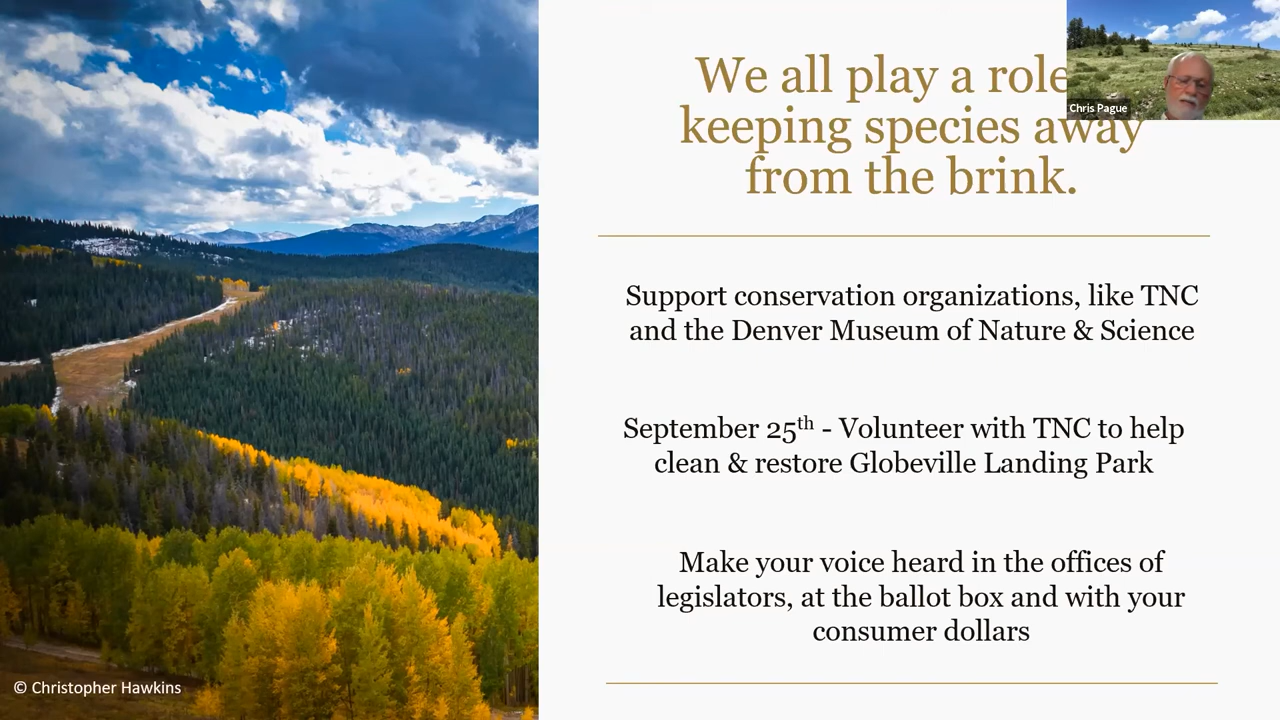 We all play a role
keeping species away
from the brink.
Chris Pague
Support conservation organizations, like TNC
and the Denver Museum of Nature & Science
September 25th - Volunteer with TNC to help
clean & restore Globeville Landing Park
Make your voice heard in the offices of
legislators, at the ballot box and with your
consumer dollars
© Christopher Hawkins